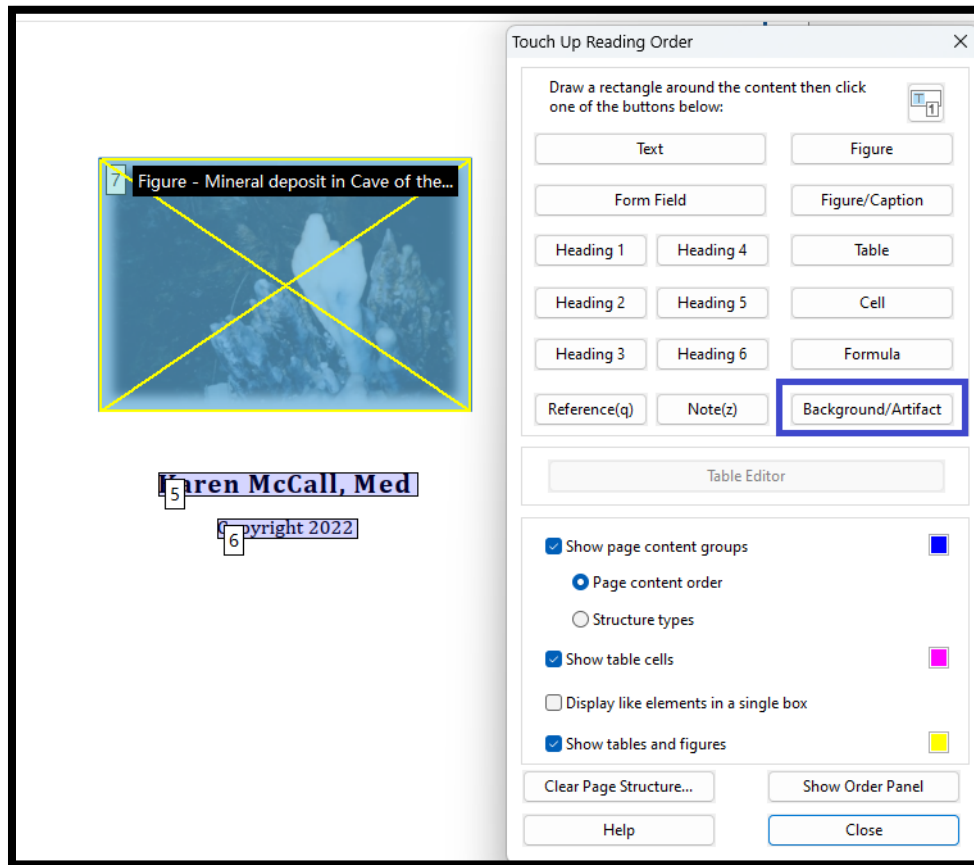 7
Figure - Mineral deposit in Cave of the...
Karen McCall, Med
5
Copyright 2022
6
Touch Up Reading Order
Draw a rectangle around the content then click
one of the buttons below:
1
Text
Figure
Form Field
Figure/Caption
Heading 1
Heading 4
Table
Heading 2
Heading 5
Cell
Heading 3
Heading 6
Formula
Reference(q)
Note(z)
Background/Artifact
Table Editor
Show page content groups
Page content order
Structure types
Show table cells
Display like elements in a single box
Show tables and figures
Clear Page Structure...
Show Order Panel
Help
Close